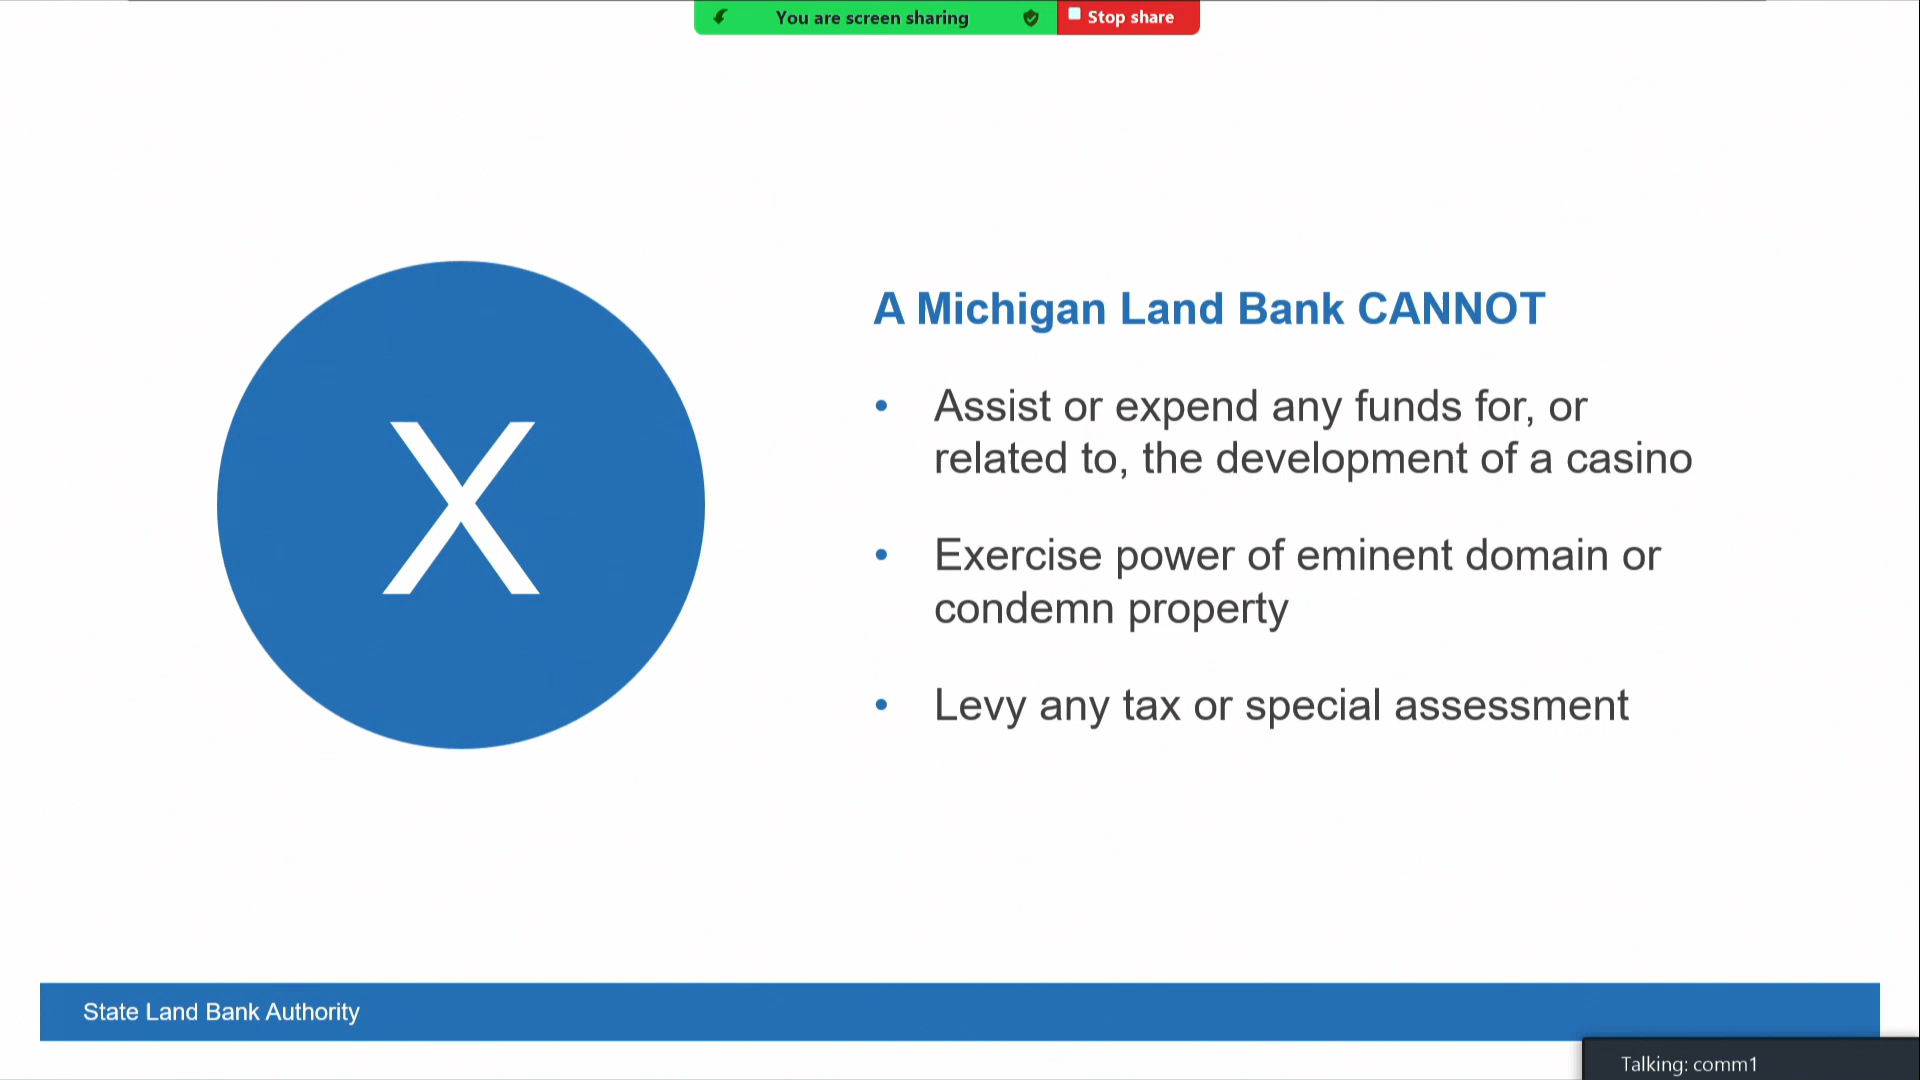 You are screen sharing
Stop share
X
A Michigan Land Bank CANNOT
• Assist or expend any funds for, or
related to, the development of a casino
• Exercise power of eminent domain or
condemn property
• Levy any tax or special assessment
State Land Bank Authority
Talking: comm1